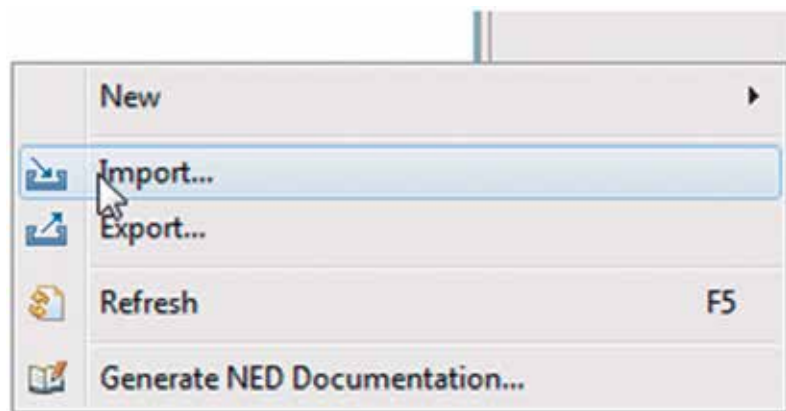 New
Import...
Export...
Refresh F5
Generate NED Documentation...